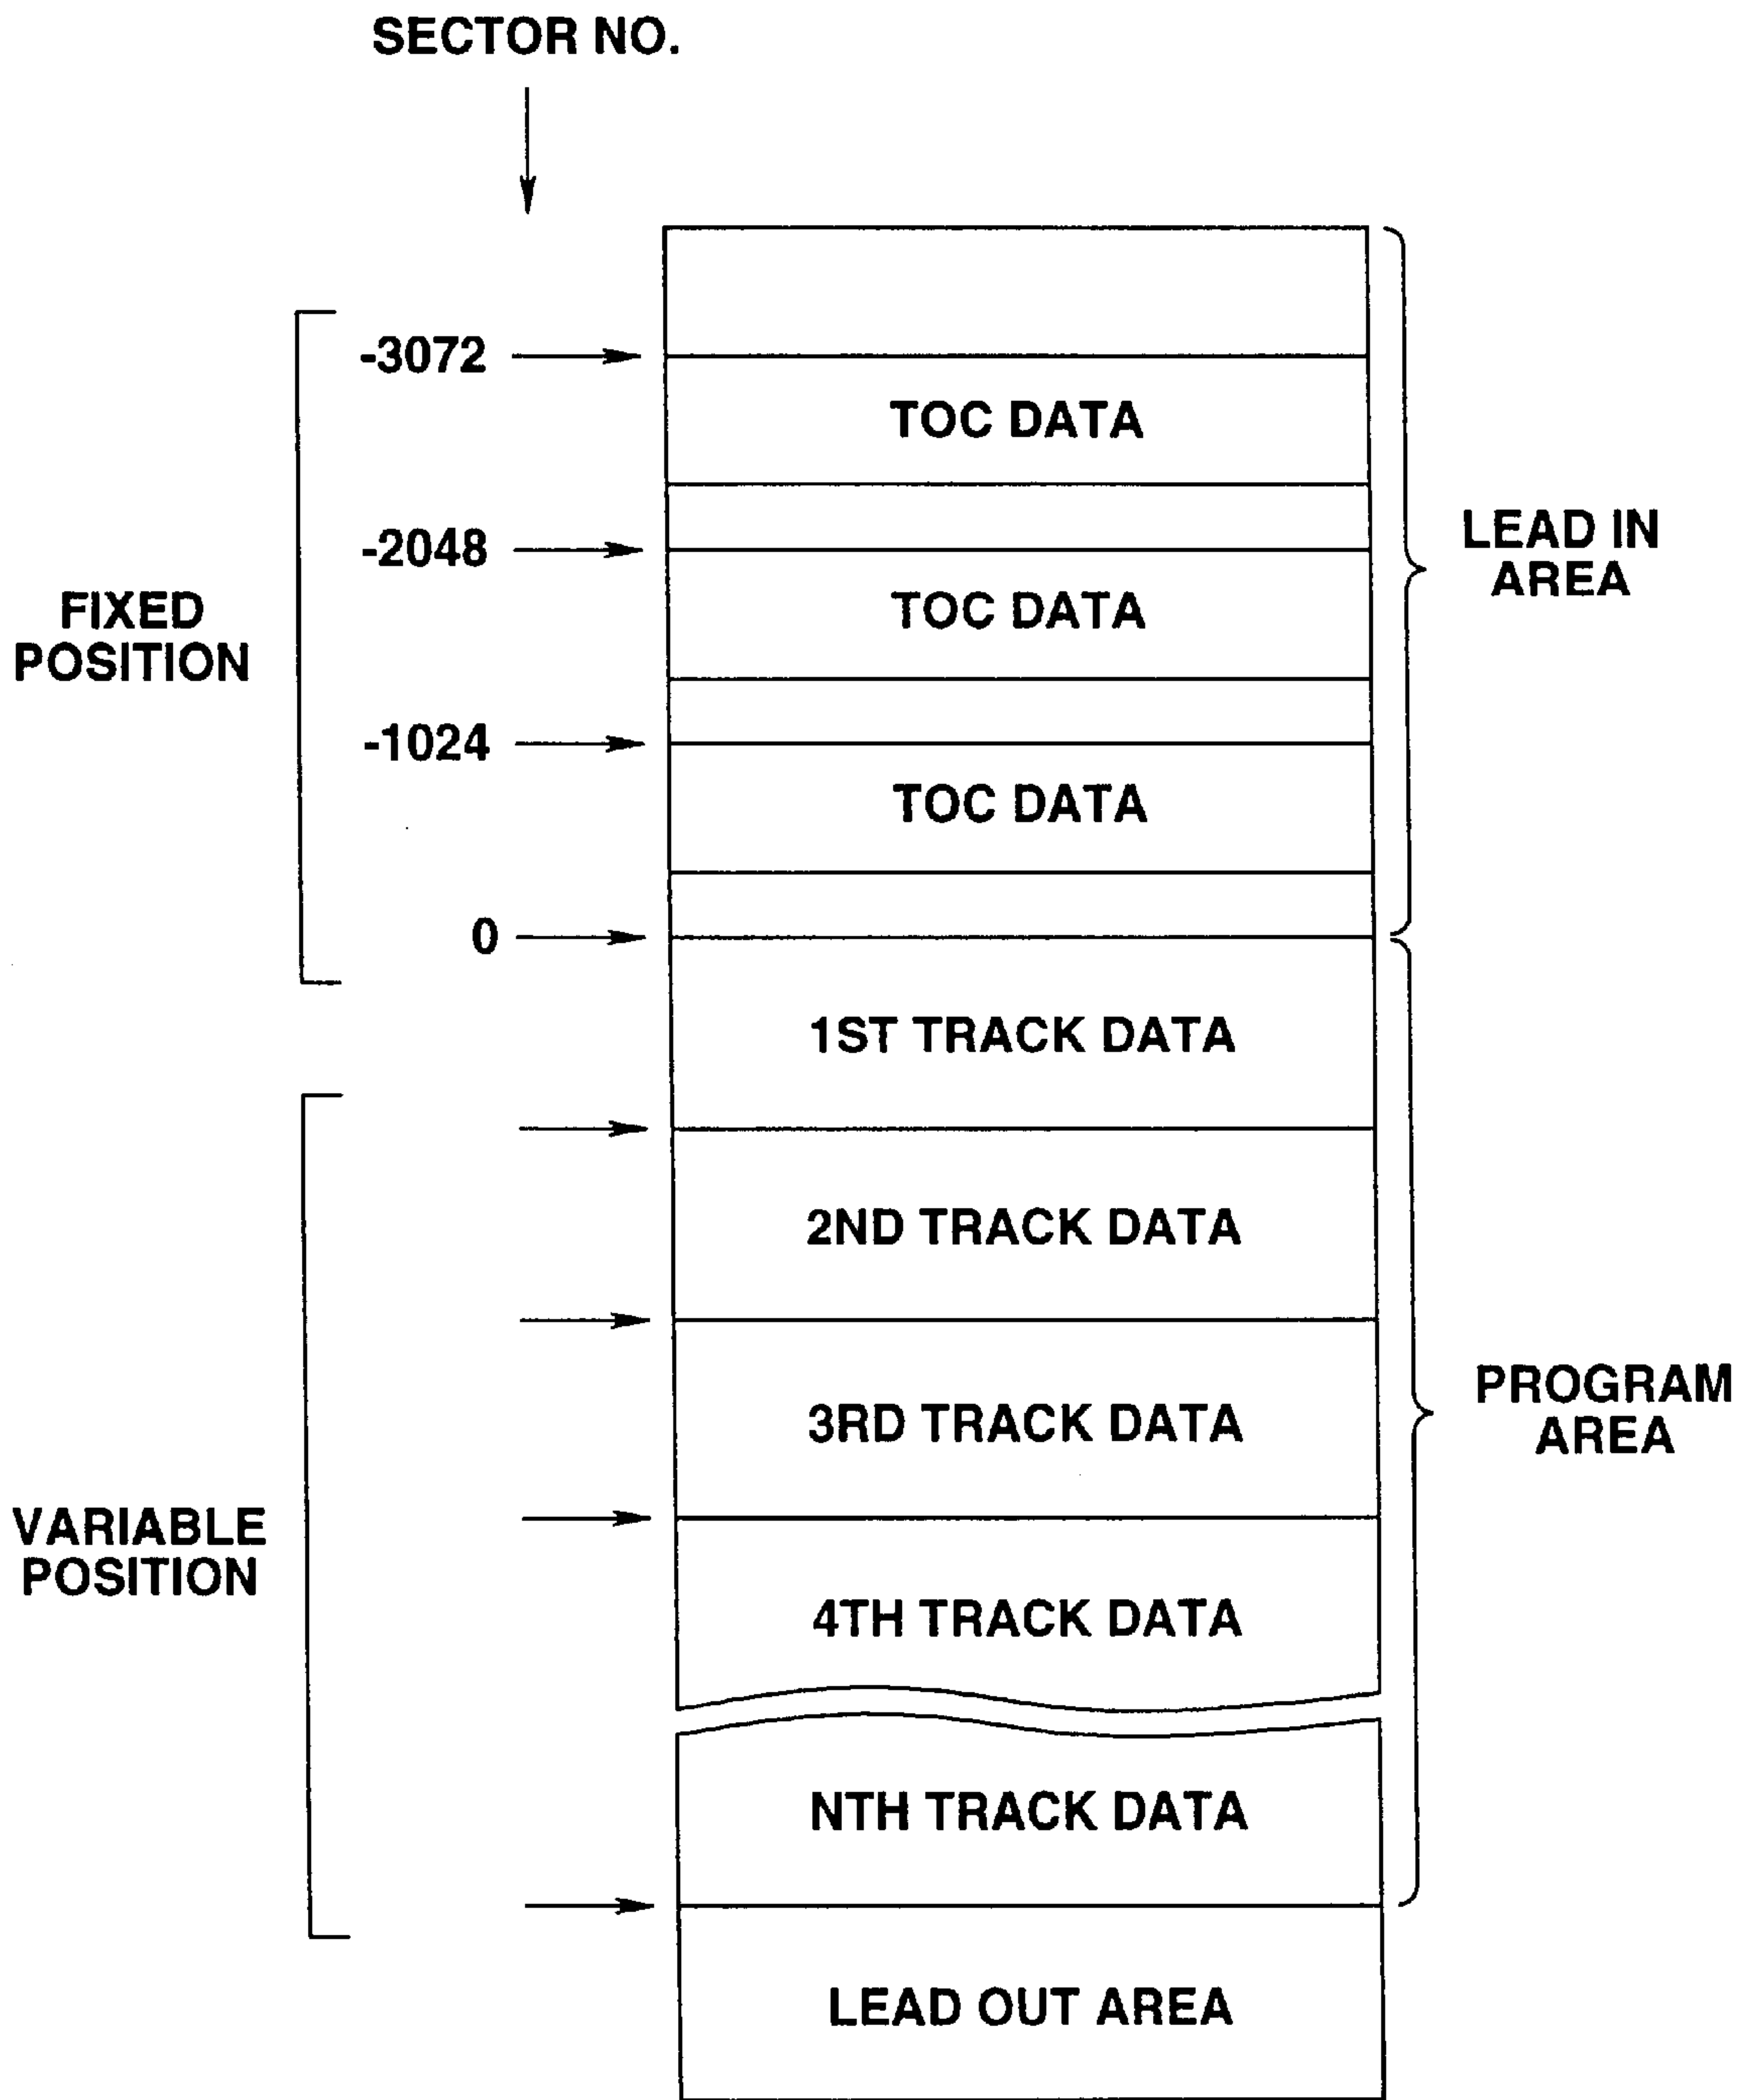 SECTOR NO.
-3072
TOC DATA
-2048
TOC DATA
LEAD IN
AREA
FIXED
POSITION
-1024
TOC DATA
0
1ST TRACK DATA
2ND TRACK DATA
3RD TRACK DATA
PROGRAM
AREA
VARIABLE
POSITION
4TH TRACK DATA
NTH TRACK DATA
LEAD OUT AREA